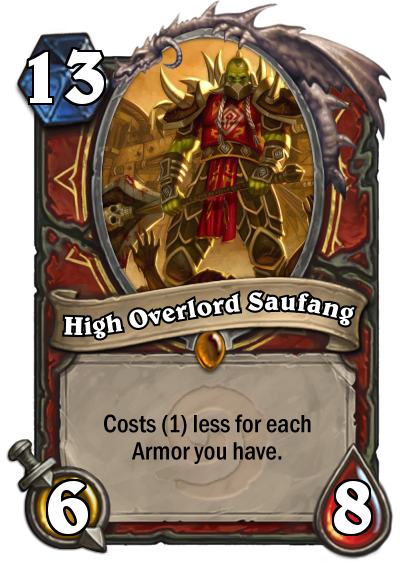 13
High Overlord Saufang
Costs (1) less for each
Armor you have.
6
8